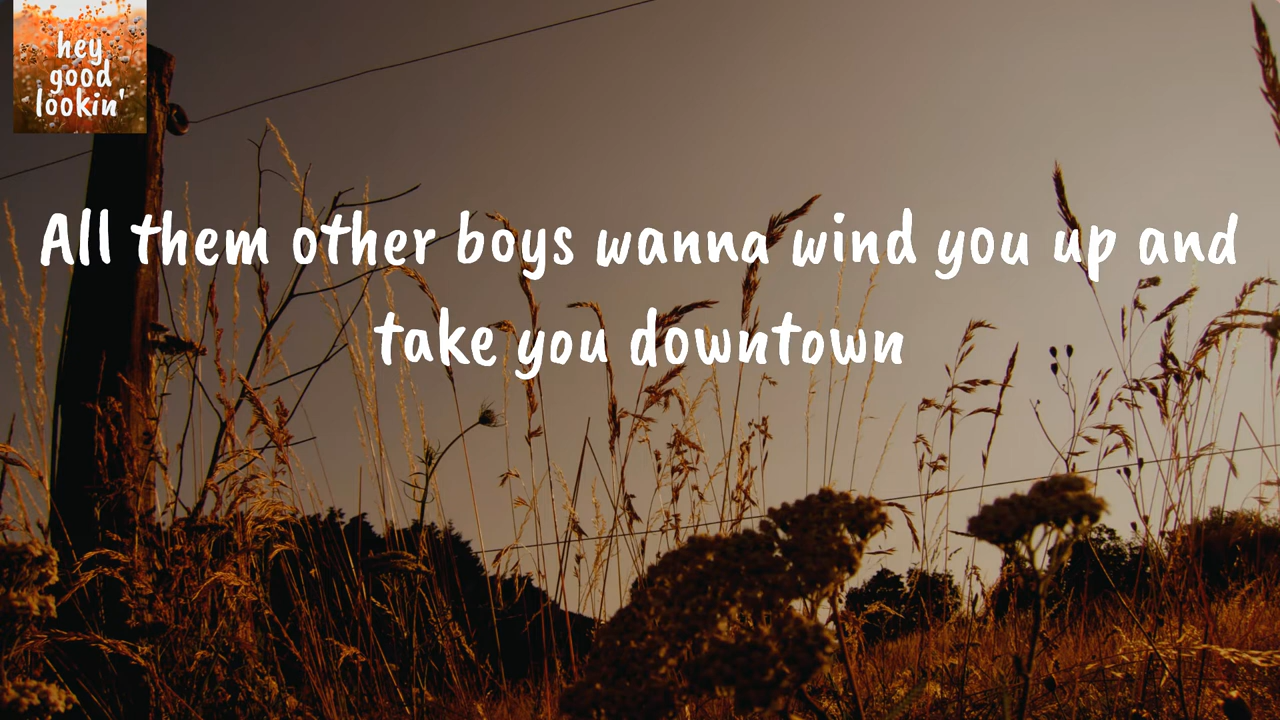 hey
good
lookin'
All them other boys wanna wind you up and
take you downtown